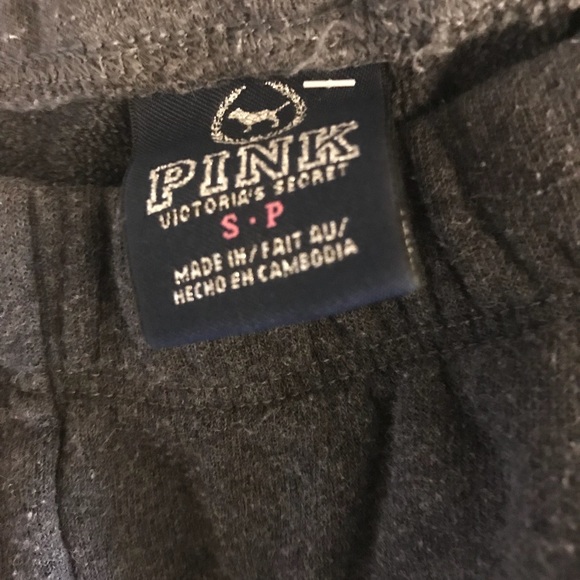 PINK
VICTORIA'S SECRET
S · P
MADE IN/FAIT AU/
HECHO EN CAMBODIA